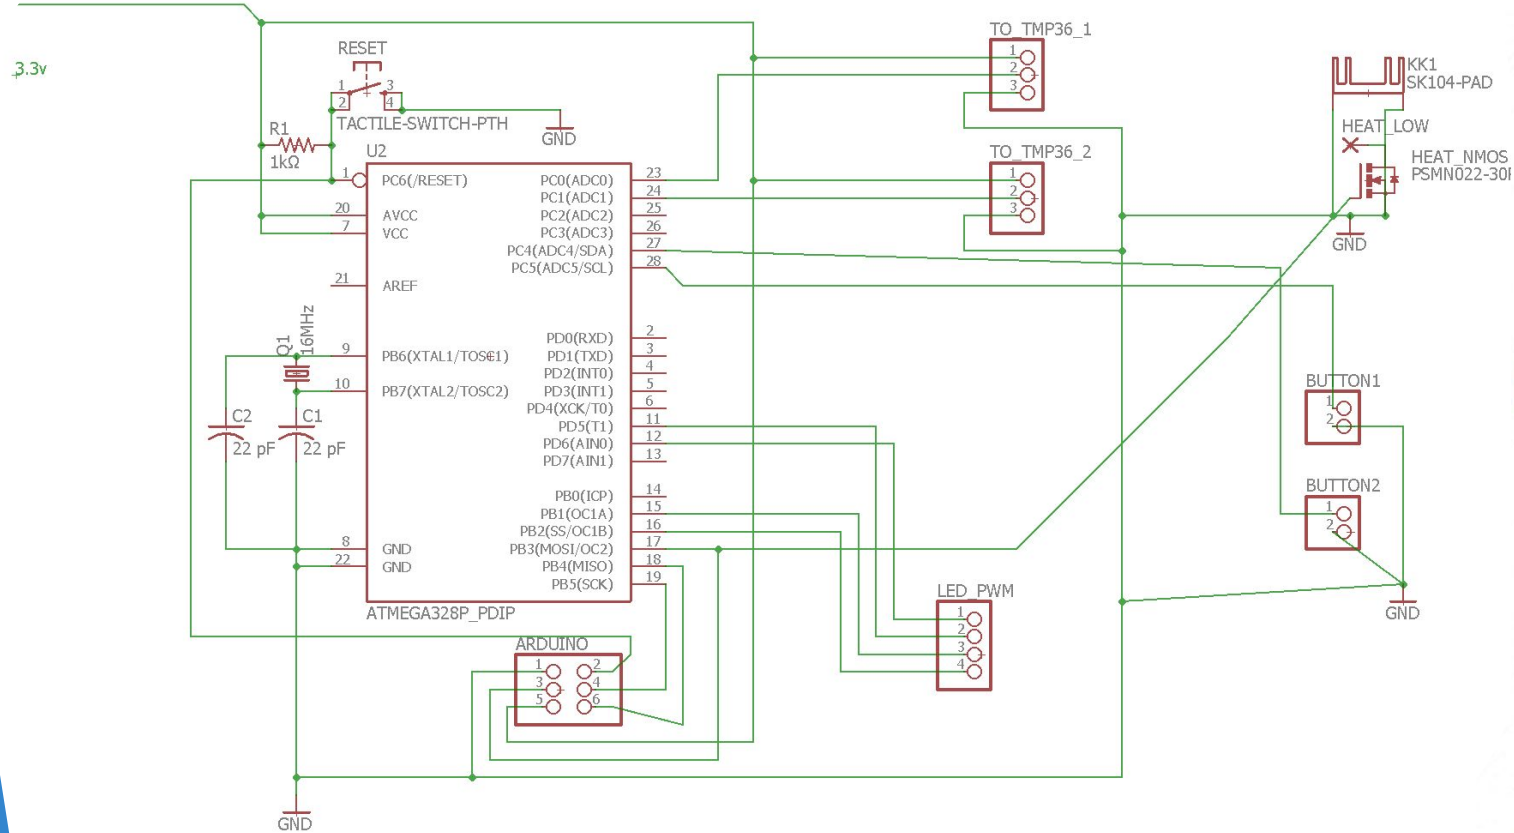 3.3v
RESET
1
3
2
4
TACTILE-SWITCH-PTH
GND
R1
1kΩ
U2
1
PC6(/RESET)
20
AVCC
7
VCC
21
AREF
9
PB6(XTAL1/TOSC1)
10
PB7(XTAL2/TOSC2)
8
GND
22
GND
PC0(ADC0)
23
PC1(ADC1)
24
PC2(ADC2)
25
PC3(ADC3)
26
PC4(ADC4/SDA)
27
PC5(ADC5/SCL)
28
PD0(RXD)
2
PD1(TXD)
3
PD2(INT0)
4
PD3(INT1)
5
PD4(XCK/T0)
6
PD5(T1)
11
PD6(AIN0)
12
PD7(AIN1)
13
PB0(ICP)
14
PB1(OC1A)
15
PB2(SS/OC1B)
16
PB3(MOSI/OC2)
17
PB4(MISO)
18
PB5(SCK)
19
ATMEGA328P_PDIP
Q1
16MHz
C2
22 pF
C1
22 pF
GND
ARDUINO
1
2
3
4
5
6
TO_TMP36_1
1
2
3
TO_TMP36_2
1
2
3
KK1
SK104-PAD
HEAT_LOW
HEAT_NMOS
PSMN022-30
GND
BUTTON1
1
2
BUTTON2
1
2
GND
LED_PWM
1
2
3
4